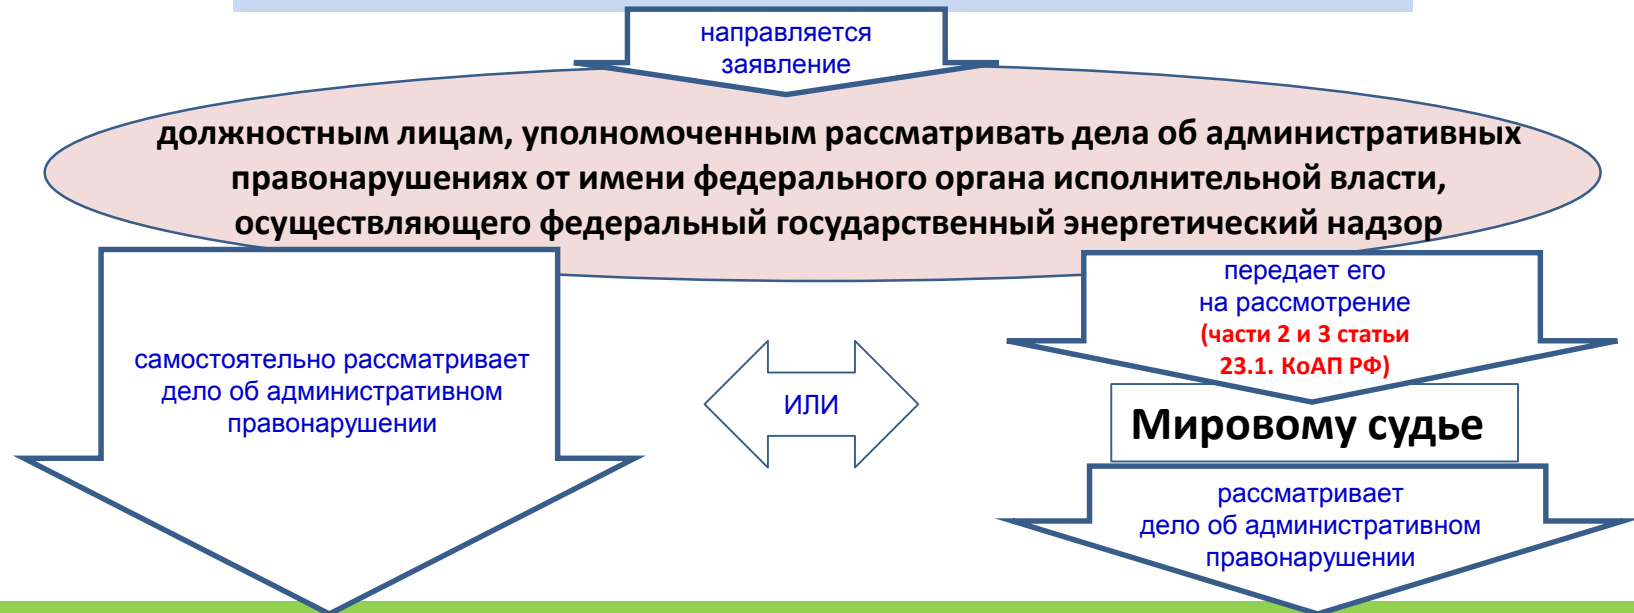 направляется
заявление
должностным лицам, уполномоченным рассматривать дела об административных
правонарушениях от имени федерального органа исполнительной власти,
осуществляющего федеральный государственный энергетический надзор
самостоятельно рассматривает
дело об административном
правонарушении
ИЛИ
передает его
на рассмотрение
(части 2 и 3 статьи
23.1. КоАП РФ)
Мировому судье
рассматривает
дело об административном
правонарушении